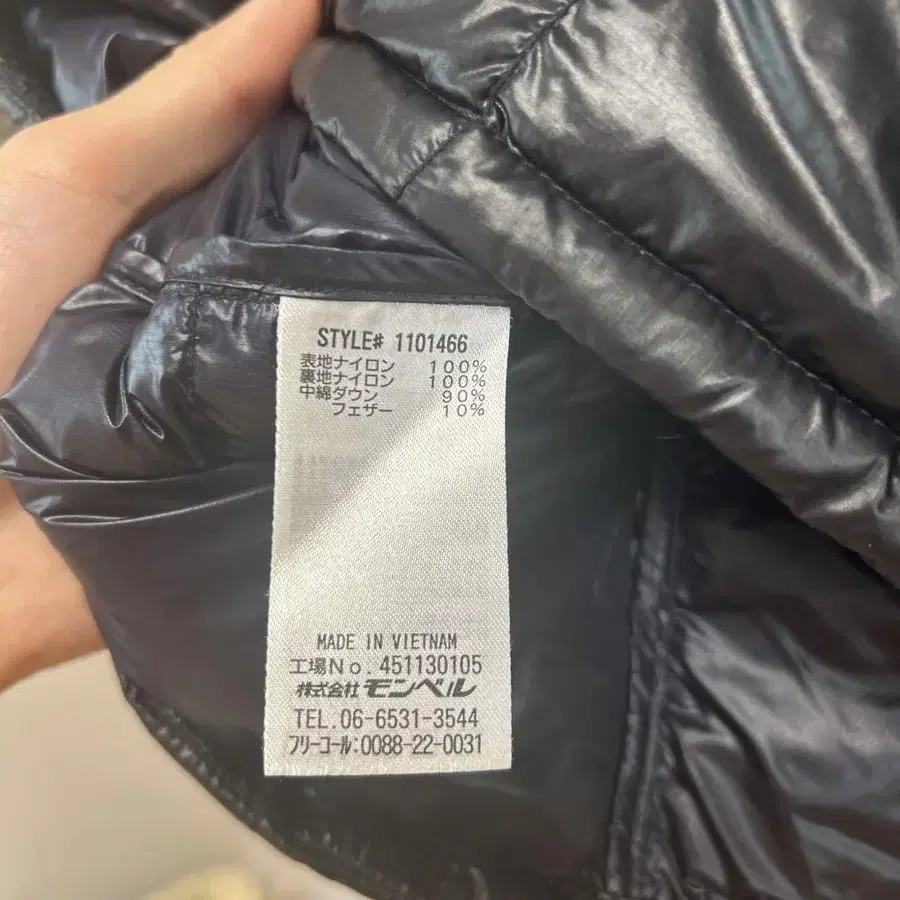 STYLE# 1101466
表地ナイロン 100%
裏地ナイロン 100%
中綿ダウン 90%
フェザー 10%
MADE IN VIETNAM
工場No. 451130105
株式会社モンベル
TEL.06-6531-3544
フリーコール:0088-22-0031